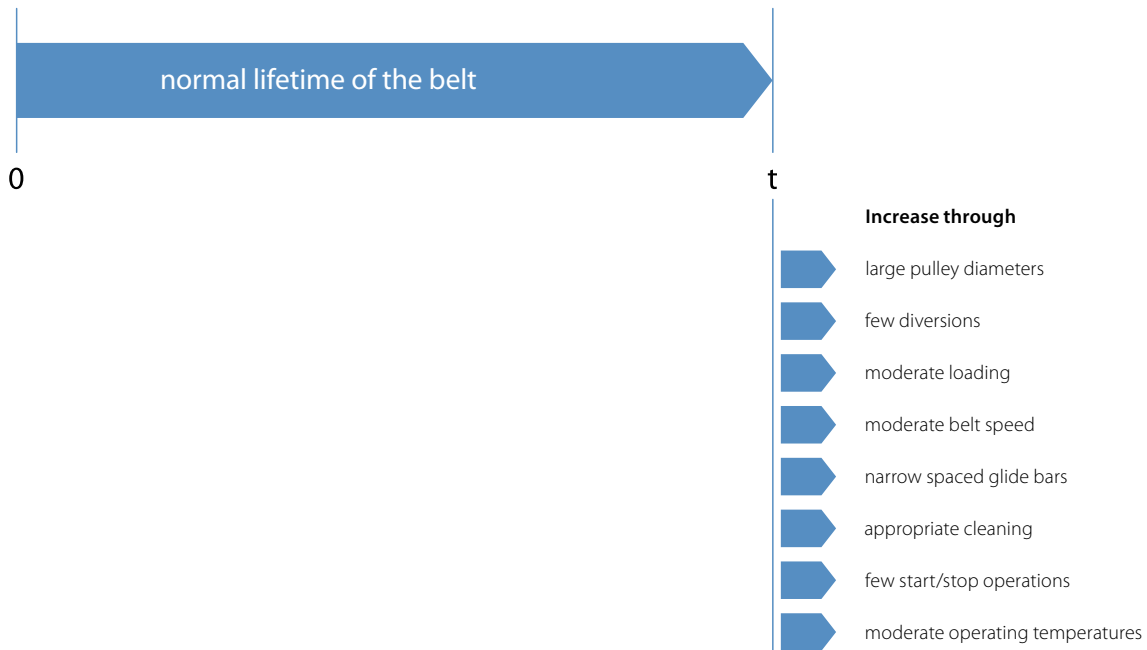 normal lifetime of the belt
0
t
Increase through
large pulley diameters
few diversions
moderate loading
moderate belt speed
narrow spaced glide bars
appropriate cleaning
few start/stop operations
moderate operating temperatures